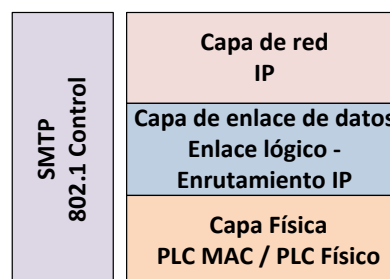 SMTP
802.1 Control
Capa de red
IP
Capa de enlace de datos
Enlace lógico -
Enrutamiento IP
Capa Física
PLC MAC / PLC Físico